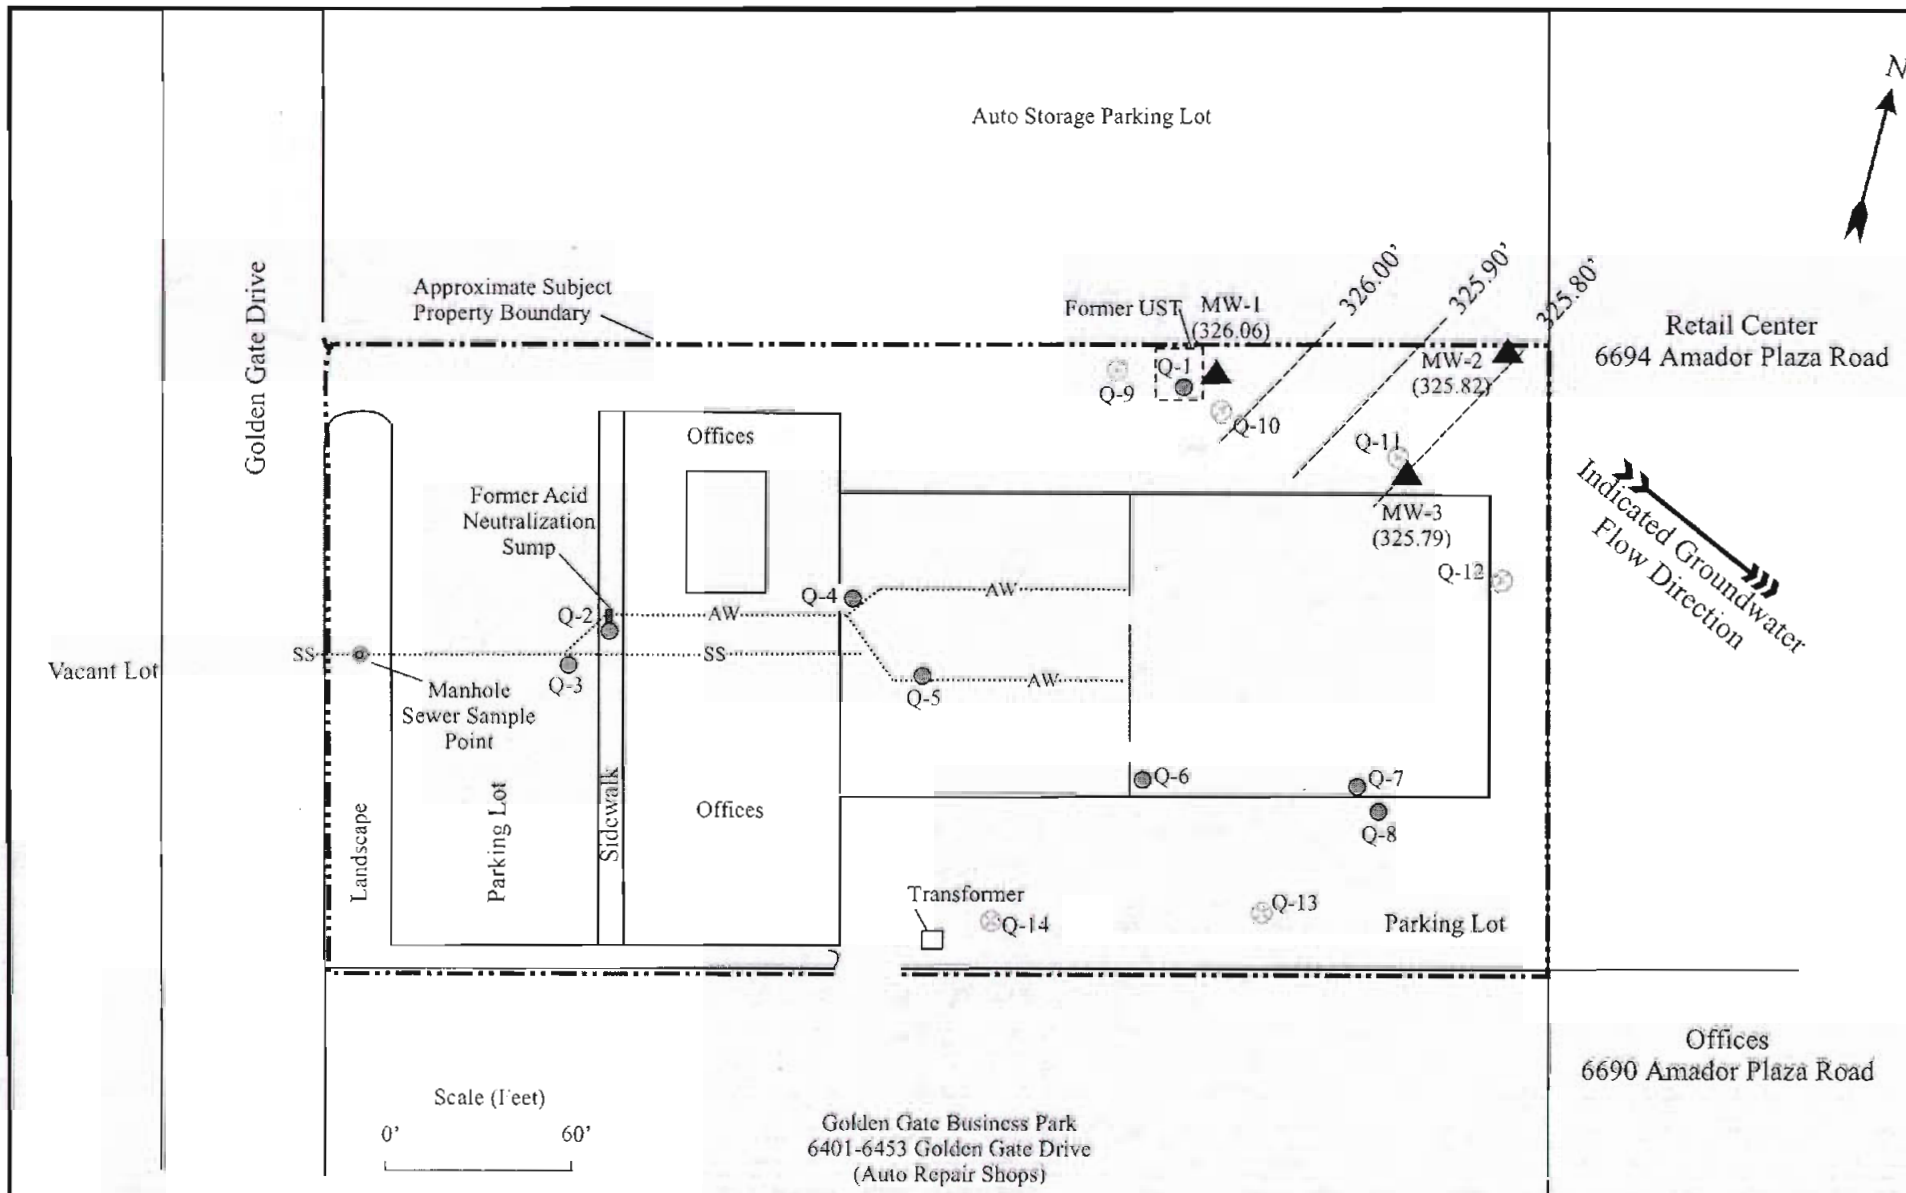 N
Auto Storage Parking Lot
Golden Gate Drive
Approximate Subject
Property Boundary
Former UST
MW-1
(326.06)
326.00'
325.90'
325.80'
Retail Center
6694 Amador Plaza Road
Q-1
Q-9
Q-10
MW-2
(325.82)
Q-11
MW-3
(325.79)
Q-12
Indicated Groundwater
Flow Direction
Offices
Former Acid
Neutralization
Sump
Q-2
AW
Q-4
AW
Vacant Lot
SS
SS
Q-3
Q-5
AW
Manhole
Sewer Sample
Point
Landscape
Parking Lot
Sidewalk
Offices
Q-6
Q-7
Q-8
Transformer
Q-14
Q-13
Parking Lot
Offices
6690 Amador Plaza Road
Scale (Feet)
0'
60'
Golden Gate Business Park
6401-6453 Golden Gate Drive
(Auto Repair Shops)